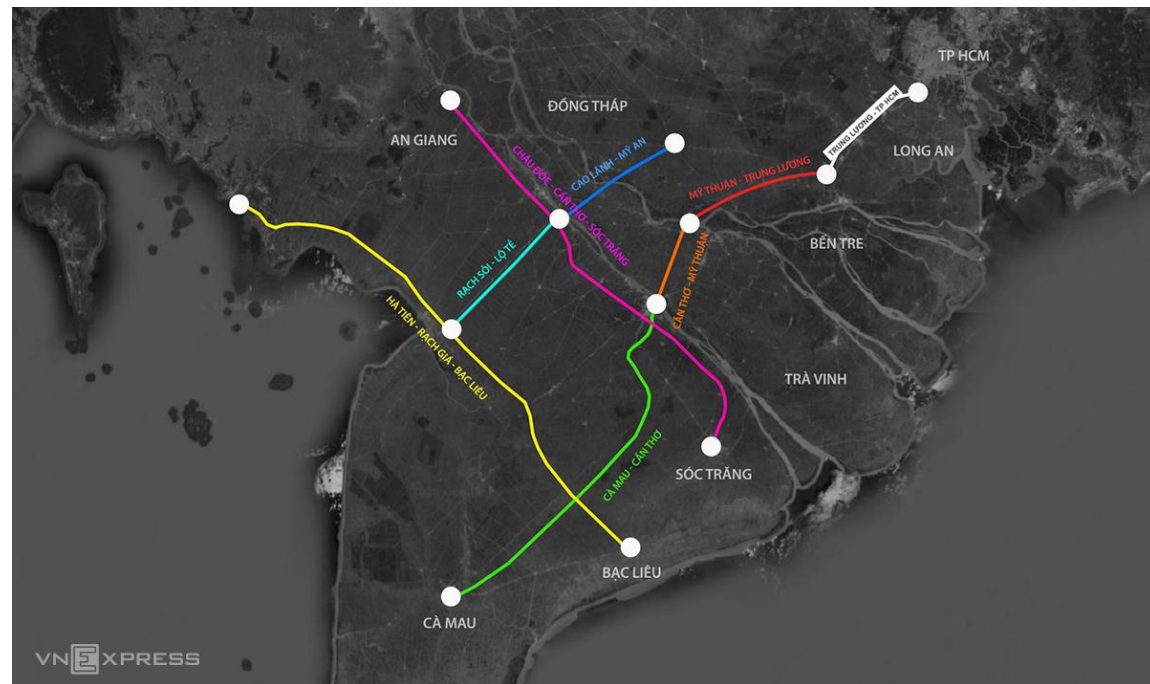 TP HCM
ĐỒNG THÁP
TRUNG LƯƠNG - TP HCM
AN GIANG
LONG AN
CHÂU ĐỐC - CẦN THƠ - SÓC TRĂNG
CAO LÃNH - MỸ AN
MỸ THUẬN - TRUNG LƯƠNG
BẾN TRE
RẠCH SỎI - LỘ TẺ
CẦN THƠ - MỸ THUẬN
HÀ TIÊN - RẠCH GIÁ - BẠC LIÊU
TRÀ VINH
CÀ MAU - CẦN THƠ
SÓC TRĂNG
BẠC LIÊU
CÀ MAU
VNEXPRESS